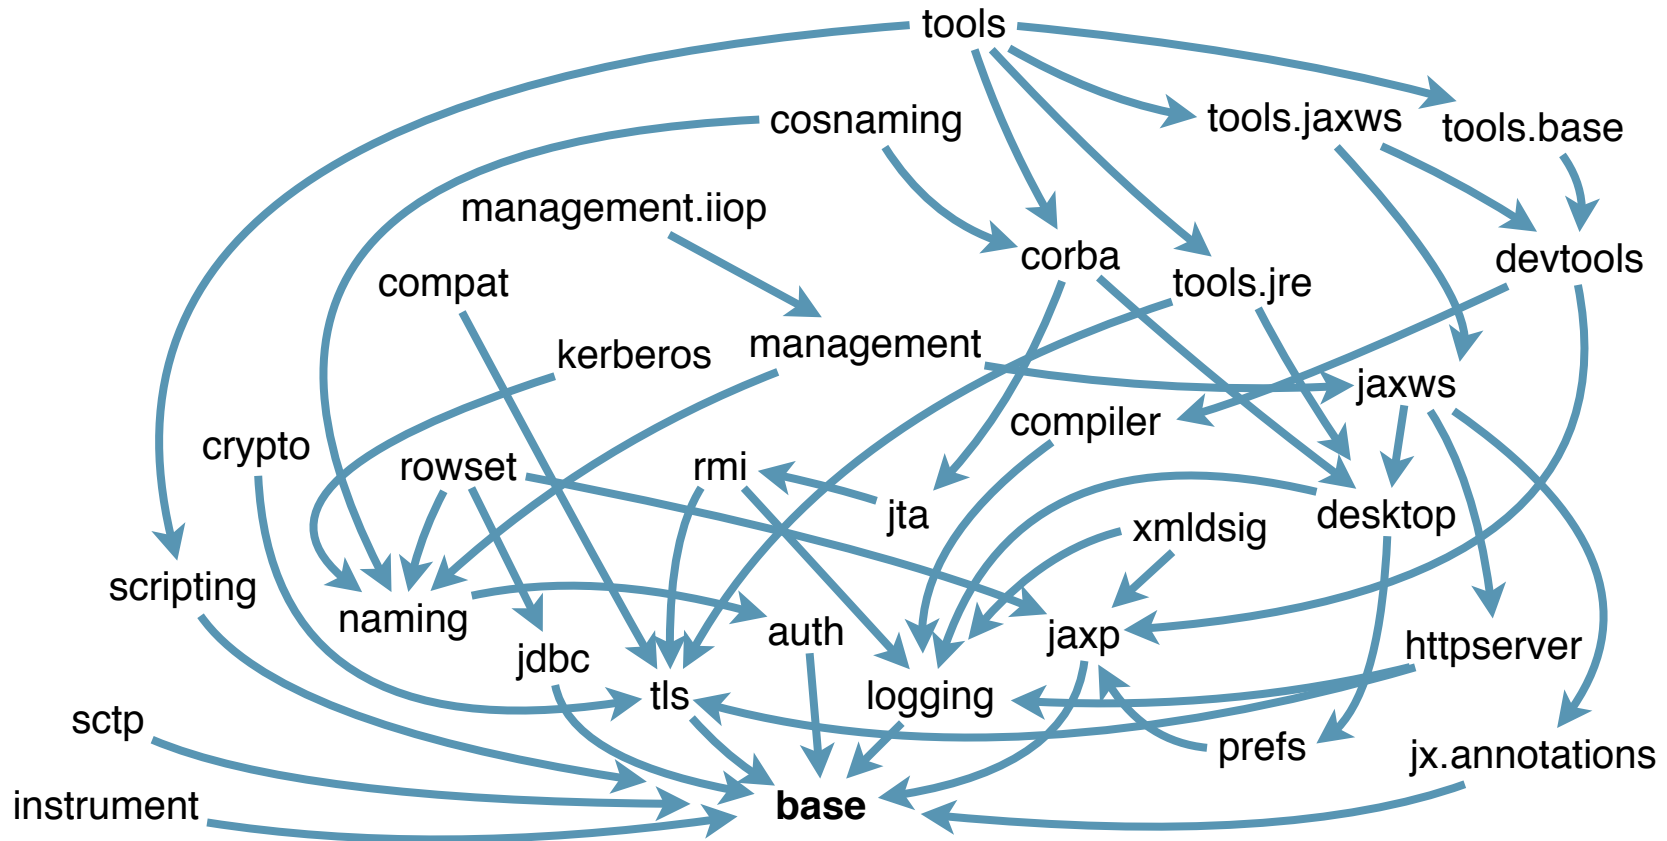 tools
cosnaming
tools.jaxws
tools.base
management.iiop
corba
devtools
compat
tools.jre
kerberos
management
jaxws
compiler
crypto
rowset
rmi
jta
xmldsig
desktop
scripting
naming
auth
jaxp
httpserver
jdbc
tls
logging
sctp
prefs
jx.annotations
instrument
base